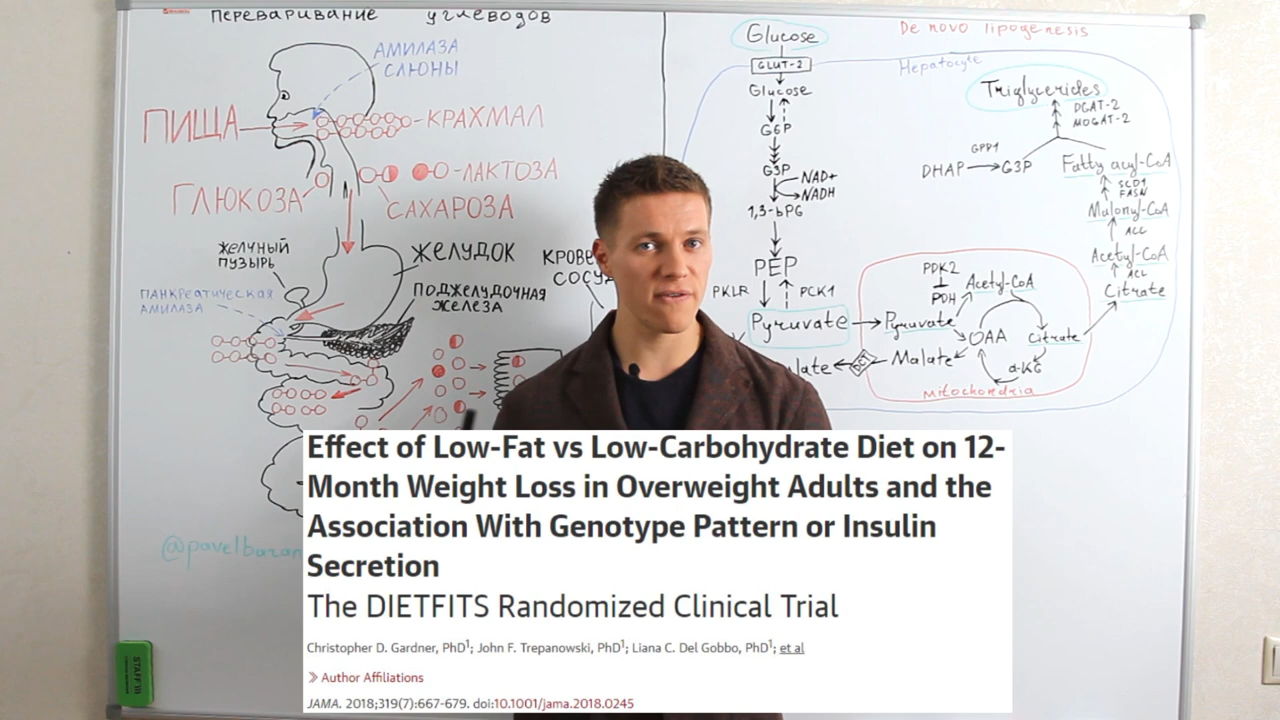 переваривание углеводов
АМИЛАЗА
СЛЮНЫ
ПИЩА
КРАХМАЛ
ЛАКТОЗА
ГЛЮКОЗА
САХАРОЗА
ЖЕЛЧНЫЙ
ПУЗЫРЬ
ЖЕЛУДОК
ПАНКРЕАТИЧЕСКАЯ
АМИЛАЗА
ПОДЖЕЛУДОЧНАЯ
ЖЕЛЕЗА
De novo lipogenesis
Glucose
GLUT-2
Hepatocyte
Glucose
G6P
G3P
NAD+
NADH
1,3-bPG
PEP
PKLR
PCK1
Pyruvate
Triglycerides
DGAT-2
MOGAT-2
GPP1
DHAP
G3P
Fatty acyl-CoA
SCD1
FASN
Malonyl-CoA
ACC
Acetyl-CoA
ACL
Citrate
PDK2
PDH
Acetyl-CoA
Pyruvate
OAA
Citrate
Malate
α-KG
mitochondria
STAFF
Effect of Low-Fat vs Low-Carbohydrate Diet on 12-
Month Weight Loss in Overweight Adults and the
Association With Genotype Pattern or Insulin
Secretion
The DIETFITS Randomized Clinical Trial
Christopher D. Gardner, PhD1; John F. Trepanowski, PhD1; Liana C. Del Gobbo, PhD1; et al
» Author Affiliations
JAMA. 2018;319(7):667-679. doi:10.1001/jama.2018.0245